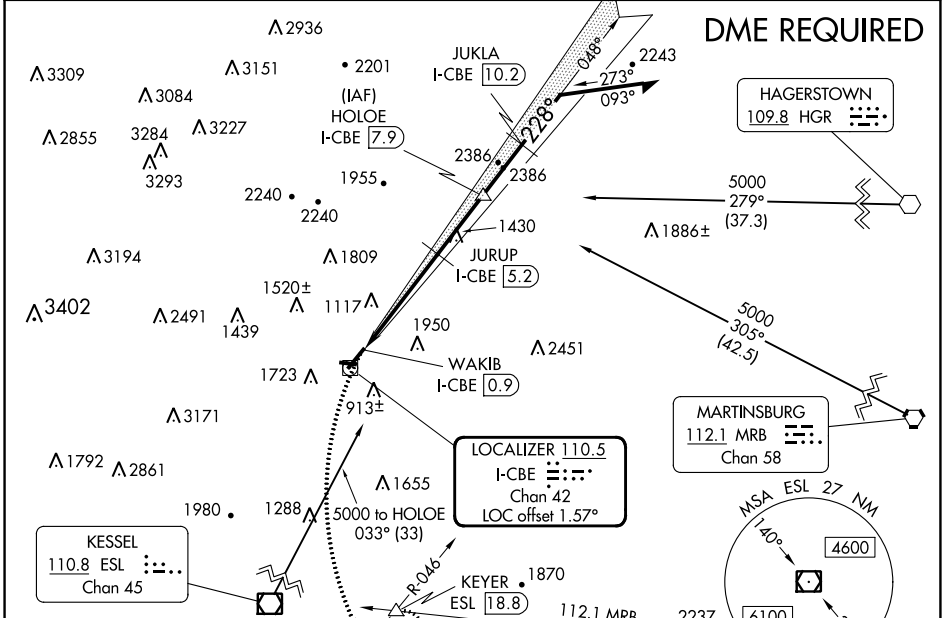 DME REQUIRED
2936
3309
3151
2201
JUKLA
I-CBE 10.2
048°
2243
273°
093°
HAGERSTOWN
109.8 HGR
3084
(IAF)
HOLOE
I-CBE 7.9
228°
2855
3284
3227
3293
2386
2386
1955
2240
2240
5000
279°
(37.3)
1430
1886±
3194
1809
JURUP
I-CBE 5.2
1520±
1117
3402
2491
1439
1950
2451
5000
305°
(42.5)
1723
WAKIB
I-CBE 0.9
913±
3171
MARTINSBURG
112.1 MRB
Chan 58
1792
2861
LOCALIZER 110.5
I-CBE
Chan 42
LOC offset 1.57°
1655
1980
1288
5000 to HOLOE
033° (33)
MSA ESL 27 NM
140°
4600
KESSEL
110.8 ESL
Chan 45
R-046
KEYER
ESL 18.8
1870
112.1 MRB
2237
6100